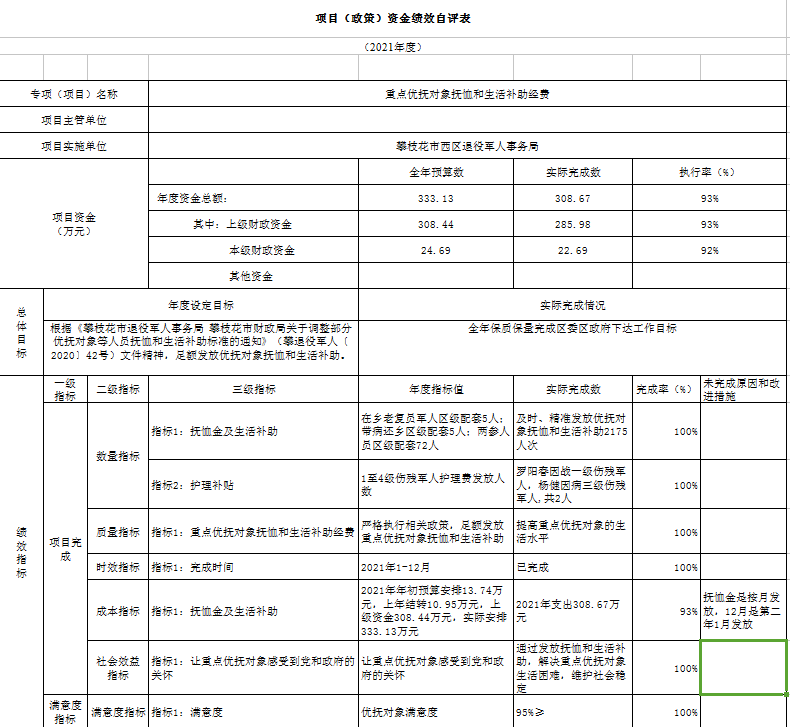 项目（政策）资金绩效自评表
（2021年度）
专项（项目）名称
重点优抚对象抚恤和生活补助经费
项目主管单位
项目实施单位
攀枝花市西区退役军人事务局
项目资金
（万元）
全年预算数
实际完成数
执行率（%）
年度资金总额：
333.13
308.67
93%
其中：上级财政资金
308.44
285.98
93%
本级财政资金
24.69
22.69
92%
其他资金
总体目标
年度设定目标
实际完成情况
根据《攀枝花市退役军人事务局 攀枝花市财政局关于调整部分
优抚对象等人员抚恤和生活补助标准的通知》（攀退役军人〔
2020〕42号）文件精神，足额发放优抚对象抚恤和生活补助。
全年保质保量完成区委区政府下达工作目标
绩效指标
一级
指标
二级指标
三级指标
年度指标值
实际完成数
完成率（%）
未完成原因和改
进措施
项目完
成
数量指标
指标1：抚恤金及生活补助
在乡老复员军人区级配套5人；
带病还乡区级配套5人；两参人
员区级配套72人
及时、精准发放优抚对
象抚恤和生活补助2175
人次
100%
指标2：护理补贴
1至4级伤残军人护理费发放人
数
罗阳春因战一级伤残军
人，杨健因病三级伤残
军人,共2人
100%
质量指标
指标1：重点优抚对象抚恤和生活补助经费
严格执行相关政策，足额发放
重点优抚对象抚恤和生活补助
提高重点优抚对象的生
活水平
100%
时效指标
指标1：完成时间
2021年1-12月
已完成
100%
成本指标
指标1：抚恤金及生活补助
2021年年初预算安排13.74万
元，上年结转10.95万元，上
级资金308.44万元，实际安排
333.13万元
2021年支出308.67万
元
93%
抚恤金是按月发
放，12月是第二
年1月发放
社会效益
指标
指标1：让重点优抚对象感受到党和政府的
关怀
让重点优抚对象感受到党和政
府的关怀
通过发放抚恤和生活补
助，解决重点优抚对象
生活困难，维护社会稳
定
100%
满意度
指标
满意度指标
指标1：满意度
优抚对象满意度
95%≥
100%